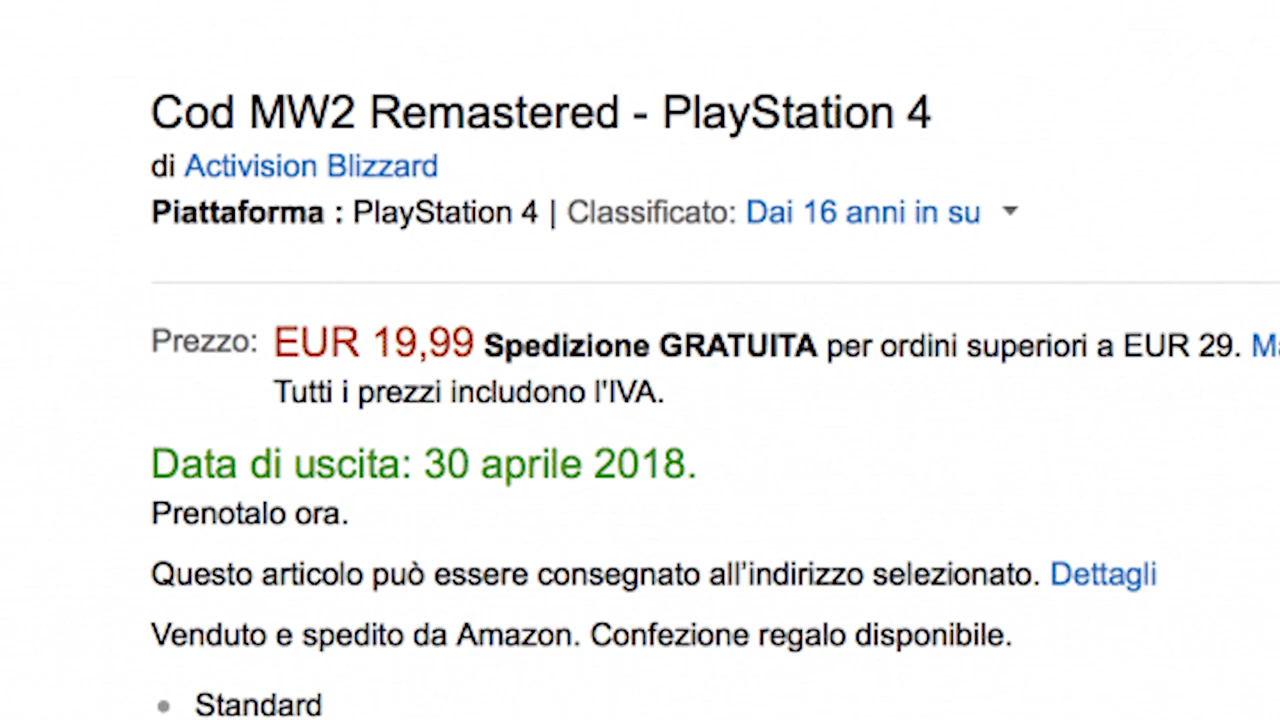 Cod MW2 Remastered - PlayStation 4
di Activision Blizzard
Piattaforma : PlayStation 4 | Classificato: Dai 16 anni in su
Prezzo: EUR 19,99 Spedizione GRATUITA per ordini superiori a EUR 29.
Tutti i prezzi includono l'IVA.
Data di uscita: 30 aprile 2018.
Prenotalo ora.
Questo articolo può essere consegnato all'indirizzo selezionato. Dettagli
Venduto e spedito da Amazon. Confezione regalo disponibile.
Standard